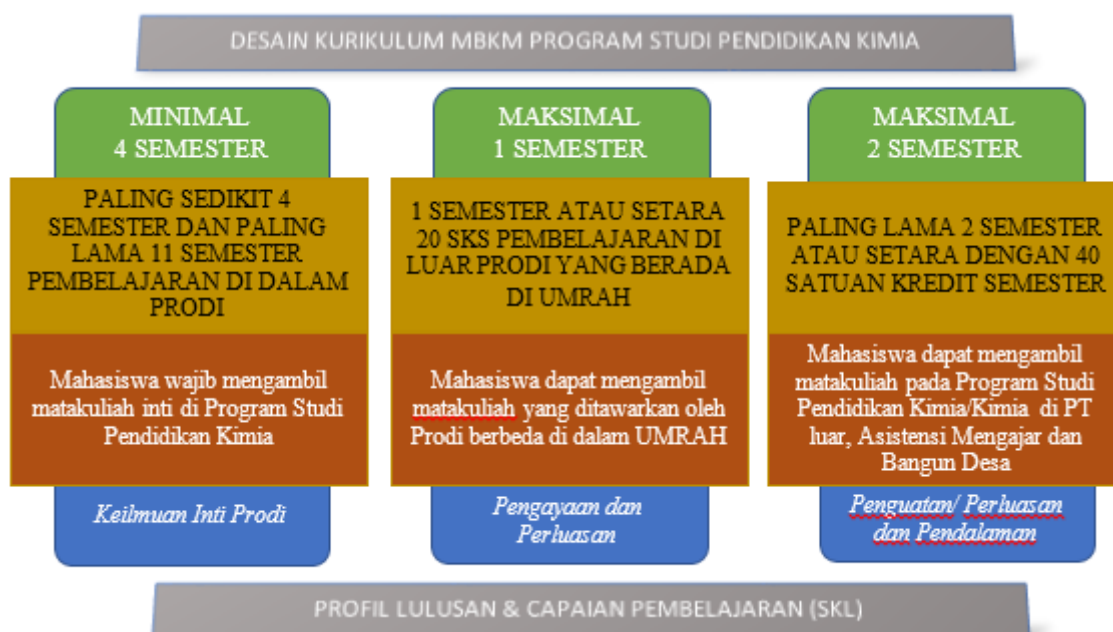 DESAIN KURIKULUM MBKM PROGRAM STUDI PENDIDIKAN KIMIA
MINIMAL
4 SEMESTER
PALING SEDIKIT 4
SEMESTER DAN PALING
LAMA 11 SEMESTER
PEMBELAJARAN DI DALAM
PRODI
Mahasiswa wajib mengambil
matakuliah inti di Program Studi
Pendidikan Kimia
Keilmuan Inti Prodi
MAKSIMAL
1 SEMESTER
1 SEMESTER ATAU SETARA
20 SKS PEMBELAJARAN DI
LUAR PRODI YANG BERADA
DI UMRAH
Mahasiswa dapat mengambil
matakuliah yang ditawarkan oleh
Prodi berbeda di dalam UMRAH
Pengayaan dan
Perluasan
MAKSIMAL
2 SEMESTER
PALING LAMA 2 SEMESTER
ATAU SETARA DENGAN 40
SATUAN KREDIT SEMESTER
Mahasiswa dapat mengambil
matakuliah pada Program Studi
Pendidikan Kimia/Kimia di PT
luar, Asistensi Mengajar dan
Bangun Desa
Penguatan/ Perluasan
dan Pendalaman
PROFIL LULUSAN & CAPAIAN PEMBELAJARAN (SKL)